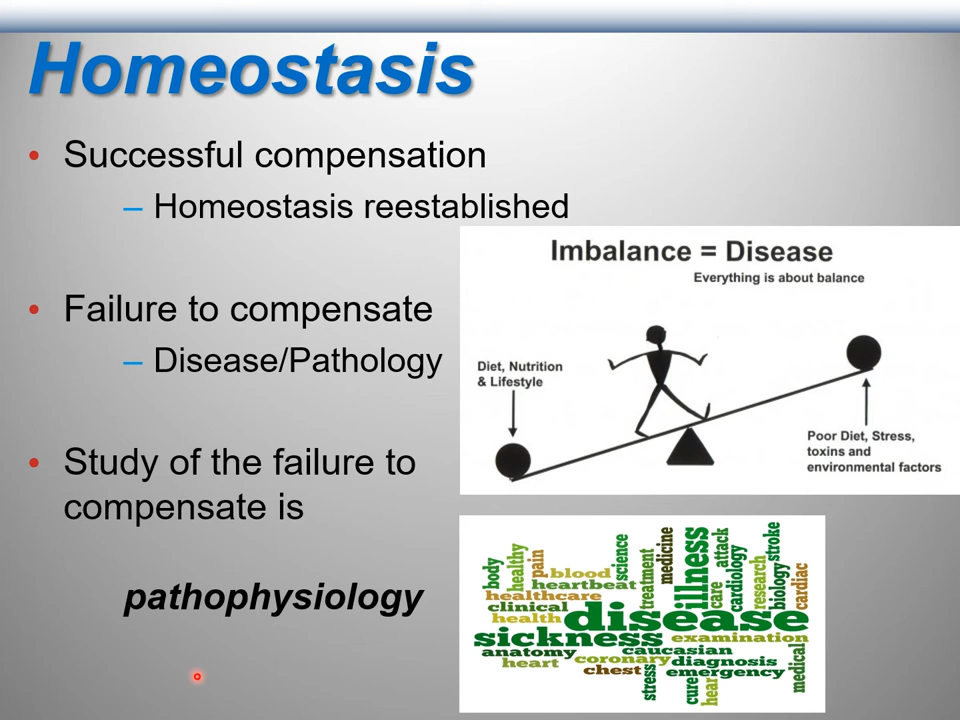 Homeostasis
• Successful compensation
– Homeostasis reestablished
• Failure to compensate
– Disease/Pathology
• Study of the failure to
compensate is
pathophysiology
Imbalance = Disease
Everything is about balance
Diet, Nutrition
& Lifestyle
Poor Diet, Stress,
toxins and
environmental factors
body
healthy
pain
blood
science
heartbeat
healthcare
clinical
health
treatment
medicine
illness
care
attack
cardiology
research
biology
stroke
cardiac
disease
sickness
examination
anatomy
caucasian
heart
coronary
diagnosis
chest
emergency
stress
cure
heart
medical